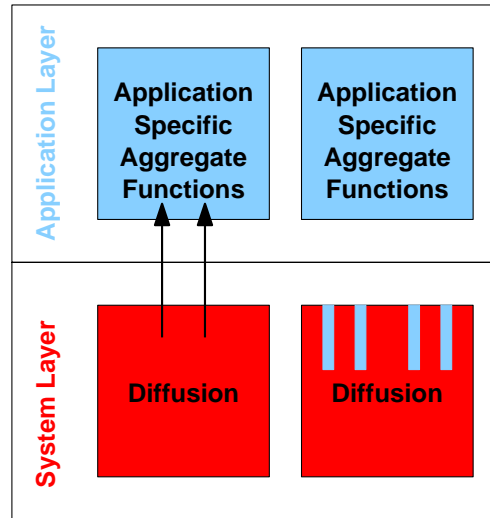 Application Layer
Application
Specific
Aggregate
Functions
Application
Specific
Aggregate
Functions
System Layer
Diffusion
Diffusion